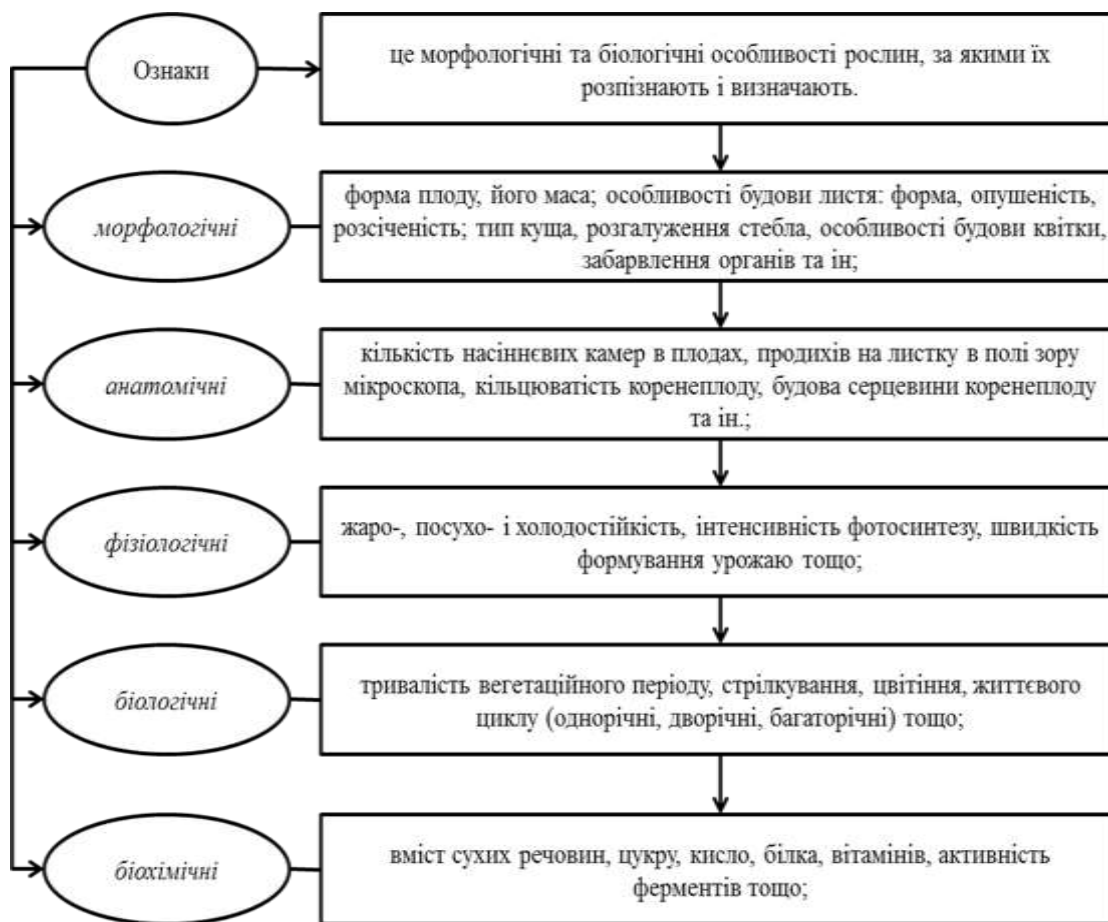 Ознаки
це морфологічні та біологічні особливості рослин, за якими їх
розпізнають і визначають.
морфологічні
форма плоду, його маса; особливості будови листя: форма, опушеність,
розсіченість; тип куща, розгалуження стебла, особливості будови квітки,
забарвлення органів та ін;
анатомічні
кількість насіннєвих камер в плодах, продихів на листку в полі зору
мікроскопа, кільцюватість коренеплоду, будова серцевини коренеплоду
та ін.;
фізіологічні
жаро-, посухо- і холодостійкість, інтенсивність фотосинтезу, швидкість
формування урожаю тощо;
біологічні
тривалість вегетаційного періоду, стрілкування, цвітіння, життєвого
циклу (однорічні, дворічні, багаторічні) тощо;
біохімічні
вміст сухих речовин, цукру, кисло, білка, вітамінів, активність
ферментів тощо;